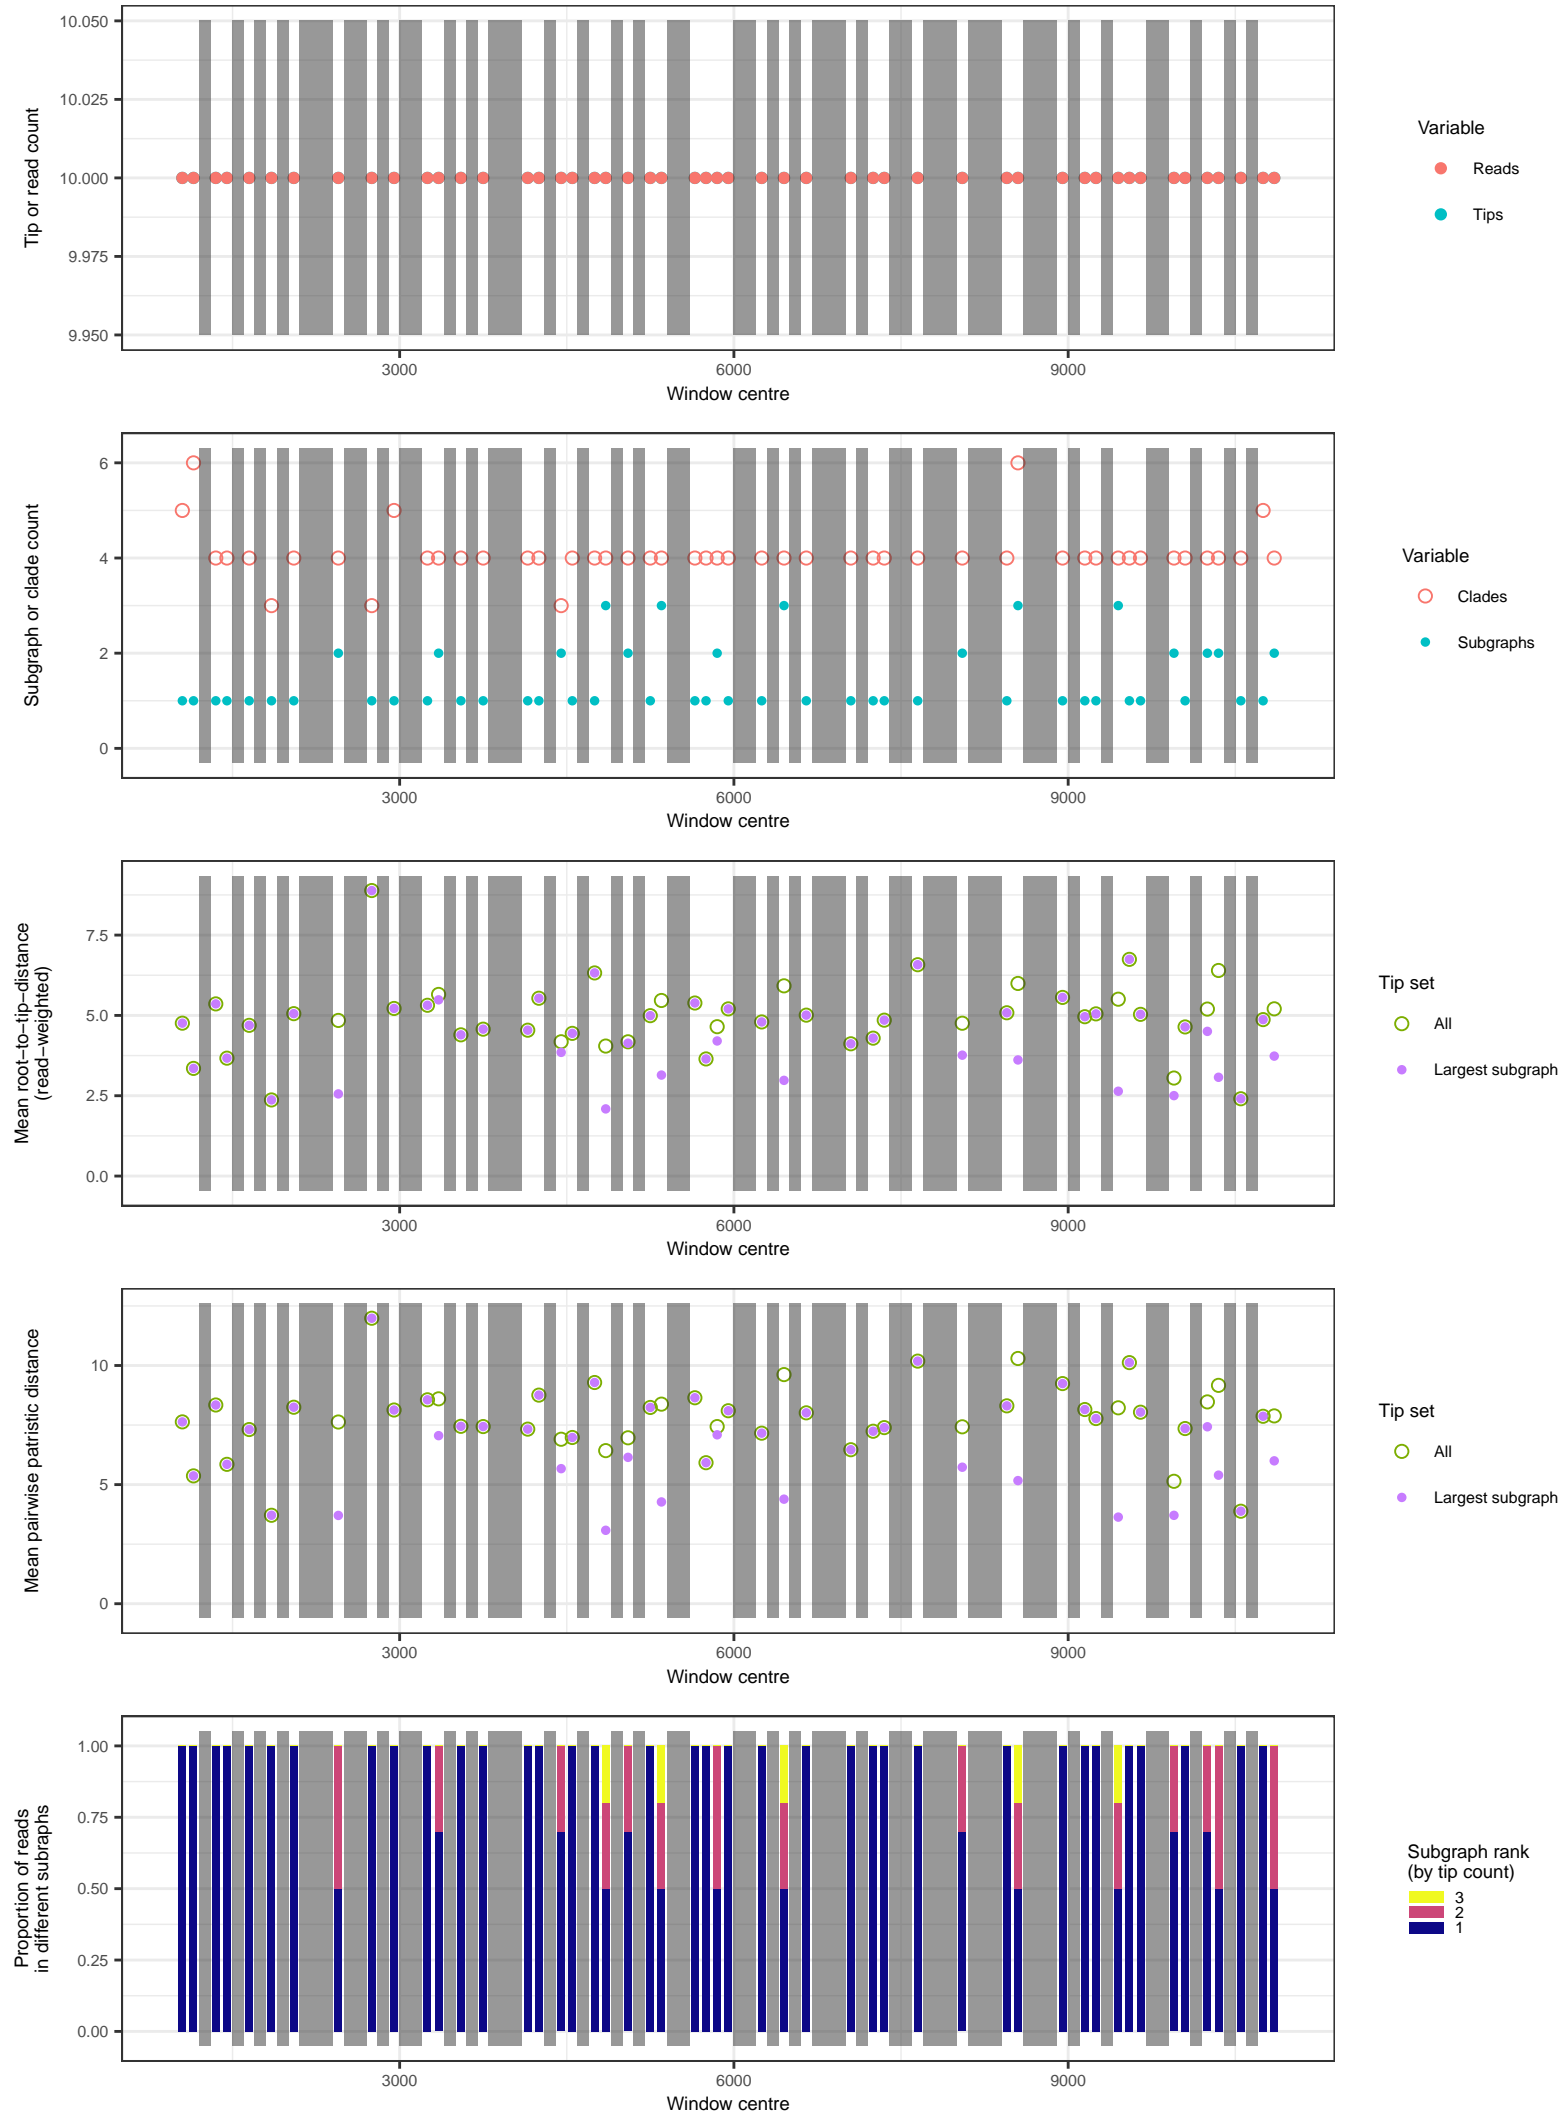 10.050
10.025
10.000
9.975
9.950
Tip or read count
3000
6000
9000
Window centre
Variable
Reads
Tips
6
4
2
0
Subgraph or clade count
3000
6000
9000
Window centre
Variable
Clades
Subgraphs
7.5
5.0
2.5
0.0
Mean root−to−tip−distance
(read−weighted)
3000
6000
9000
Window centre
Tip set
All
Largest subgraph
10
5
0
Mean pairwise patristic distance
3000
6000
9000
Window centre
Tip set
All
Largest subgraph
1.00
0.75
0.50
0.25
0.00
Proportion of reads
in different subraphs
3000
6000
9000
Window centre
Subgraph rank
(by tip count)
3
2
1